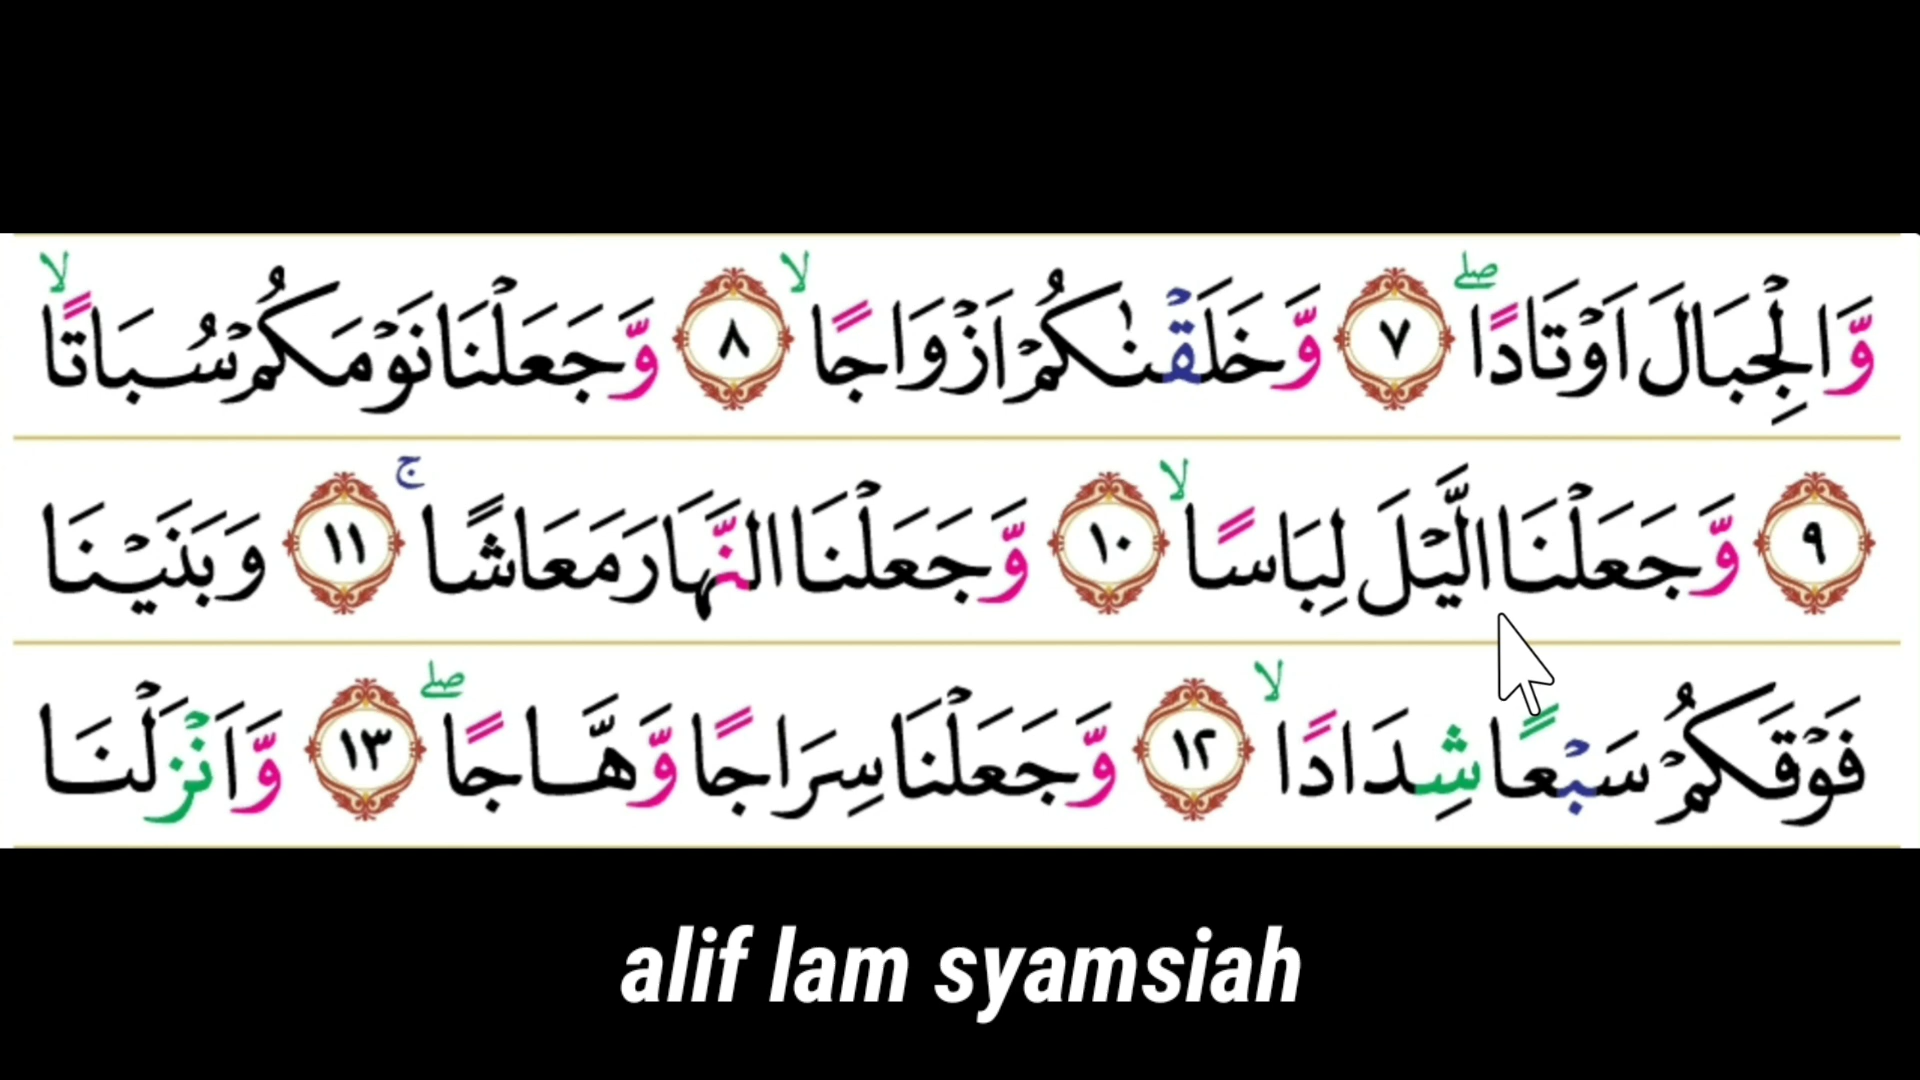 وَّالْجِبَالَ اَوْتَادًاۖ ٧ وَّخَلَقْنٰكُمْ اَزْوَاجًاۙ ٨ وَّجَعَلْنَا نَوْمَكُمْ سُبَاتًاۙ
٩ وَّجَعَلْنَا الَّيْلَ لِبَاسًاۙ ١٠ وَّجَعَلْنَا النَّهَارَ مَعَاشًاۚ ١١ وَبَنَيْنَا
فَوْقَكُمْ سَبْعًا شِدَادًاۙ ١٢ وَّجَعَلْنَا سِرَاجًا وَّهَّاجًاۖ ١٣ وَّاَنْزَلْنَا
alif lam syamsiah